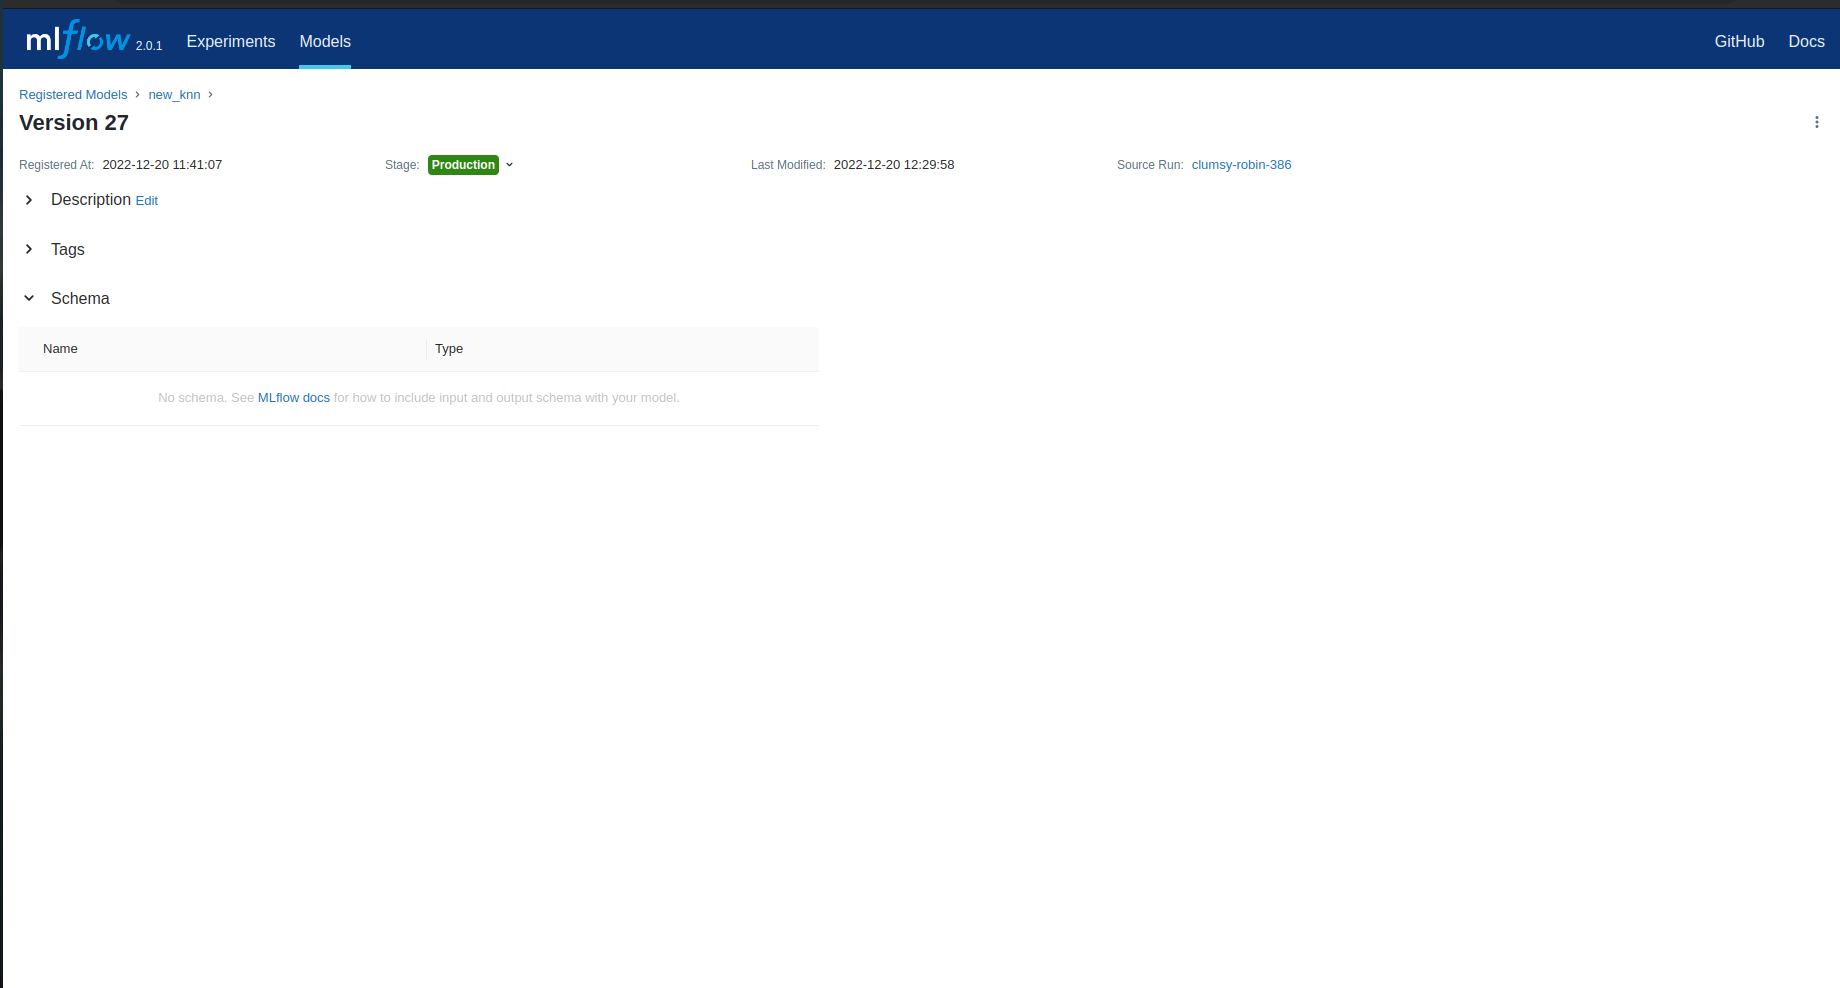 mlflow 2.0.1 Experiments Models GitHub Docs
Registered Models › new_knn ›
Version 27
Registered At: 2022-12-20 11:41:07 Stage: Production Last Modified: 2022-12-20 12:29:58 Source Run: clumsy-robin-386
Description Edit
Tags
Schema
Name Type
No schema. See MLflow docs for how to include input and output schema with your model.